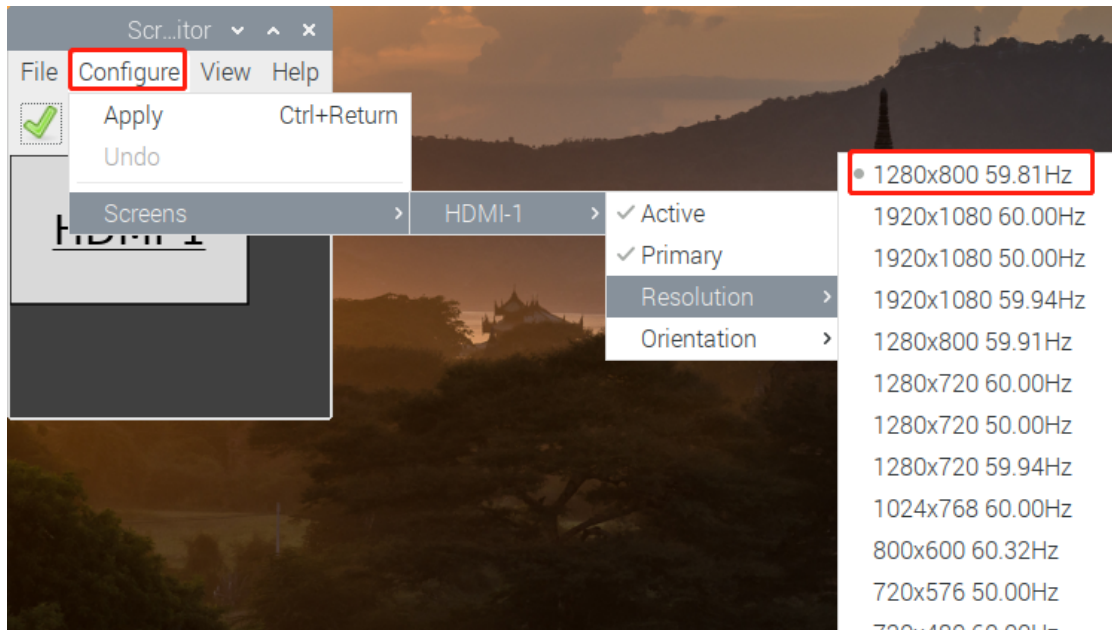 Scr...itor
File Configure View Help
Apply Ctrl+Return
Undo
Screens
HDMI-1
HDMI-1
Active
Primary
Resolution
Orientation
1280x800 59.81Hz
1920x1080 60.00Hz
1920x1080 50.00Hz
1920x1080 59.94Hz
1280x800 59.91Hz
1280x720 60.00Hz
1280x720 50.00Hz
1280x720 59.94Hz
1024x768 60.00Hz
800x600 60.32Hz
720x576 50.00Hz